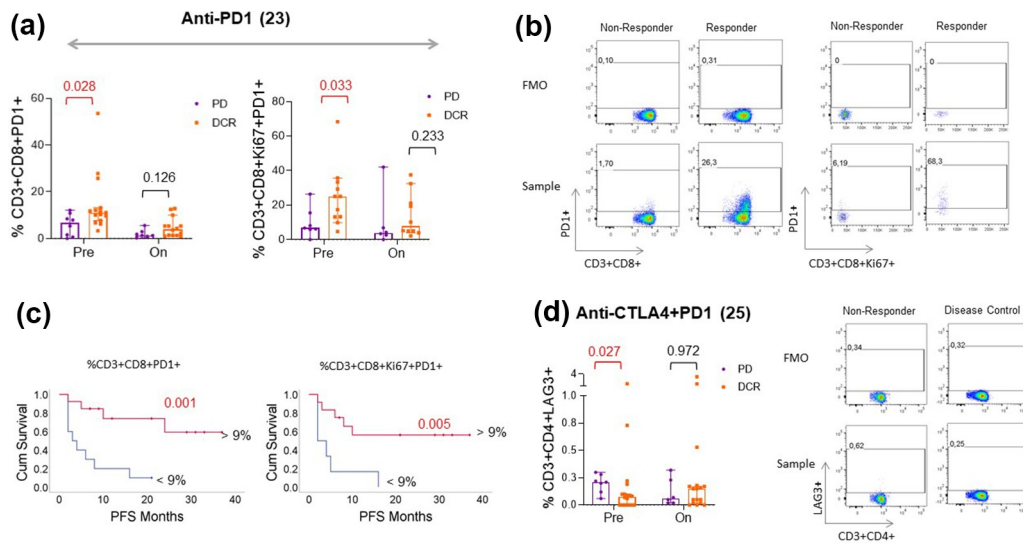 (a)
Anti-PD1 (23)
% CD3+CD8+PD1+
60
40
20
0
0.028
0.126
PD
DCR
Pre
On
% CD3+CD8+Ki67+PD1+
80
60
40
20
0
0.033
0.233
PD
DCR
Pre
On
(b)
Non-Responder
Responder
Non-Responder
Responder
FMO
0,10
0,31
0
0
Sample
1,70
26,3
6,19
68,3
PD1+
CD3+CD8+
PD1+
CD3+CD8+Ki67+
(c)
%CD3+CD8+PD1+
Cum Survival
1.0
0.8
0.6
0.4
0.2
0.0
0.001
> 9%
< 9%
0
10
20
30
40
PFS Months
%CD3+CD8+Ki67+PD1+
Cum Survival
1.0
0.8
0.6
0.4
0.2
0.0
0.005
> 9%
< 9%
0
10
20
30
40
PFS Months
(d)
Anti-CTLA4+PD1 (25)
% CD3+CD4+LAG3+
4
1.0
0.8
0.5
0.3
0.0
0.027
0.972
PD
DCR
Pre
On
Non-Responder
Disease Control
FMO
0,34
0,32
Sample
0,62
0,25
LAG3+
CD3+CD4+